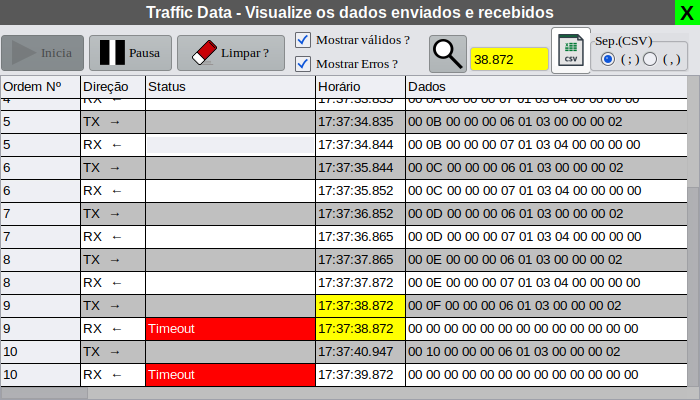 Traffic Data - Visualize os dados enviados e recebidos X
Inicia Pausa Limpar ? Mostrar válidos ? Mostrar Erros ? 38.872 CSV Sep.(CSV) ( ; ) ( , )
Ordem Nº Direção Status Horário Dados
4 RX ← 17:37:33.835 00 0A 00 00 00 07 01 03 04 00 00 00 00
5 TX → 17:37:34.835 00 0B 00 00 00 06 01 03 00 00 00 02
5 RX ← 17:37:34.844 00 0B 00 00 00 07 01 03 04 00 00 00 00
6 TX → 17:37:35.844 00 0C 00 00 00 06 01 03 00 00 00 02
6 RX ← 17:37:35.852 00 0C 00 00 00 07 01 03 04 00 00 00 00
7 TX → 17:37:36.852 00 0D 00 00 00 06 01 03 00 00 00 02
7 RX ← 17:37:36.865 00 0D 00 00 00 07 01 03 04 00 00 00 00
8 TX → 17:37:37.865 00 0E 00 00 00 06 01 03 00 00 00 02
8 RX ← 17:37:37.872 00 0E 00 00 00 07 01 03 04 00 00 00 00
9 TX → 17:37:38.872 00 0F 00 00 00 06 01 03 00 00 00 02
9 RX ← Timeout 17:37:38.872 00 00 00 00 00 00 00 00 00 00 00 00 00
10 TX → 17:37:40.947 00 10 00 00 00 06 01 03 00 00 00 02
10 RX ← Timeout 17:37:39.872 00 00 00 00 00 00 00 00 00 00 00 00 00